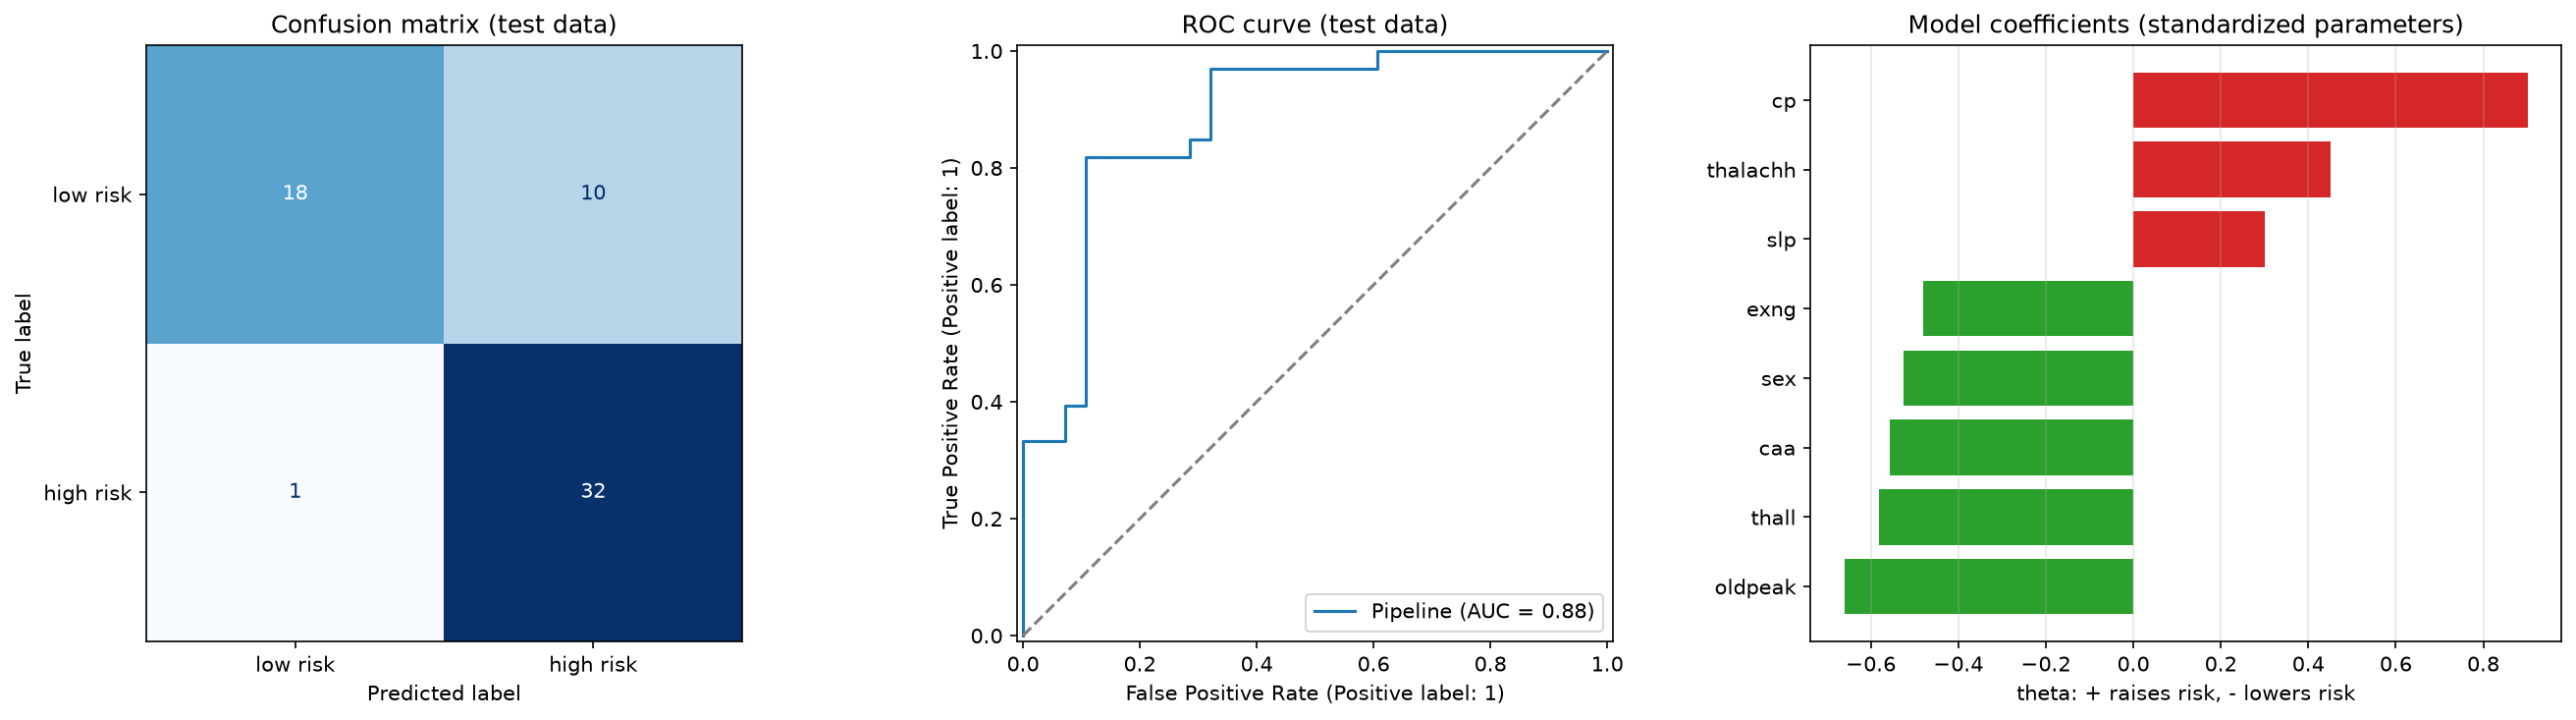 Confusion matrix (test data)
True label
low risk
high risk
18
10
1
32
low risk
high risk
Predicted label
ROC curve (test data)
True Positive Rate (Positive label: 1)
1.0
0.8
0.6
0.4
0.2
0.0
Pipeline (AUC = 0.88)
0.0
0.2
0.4
0.6
0.8
1.0
False Positive Rate (Positive label: 1)
Model coefficients (standardized parameters)
cp
thalachh
slp
exng
sex
caa
thall
oldpeak
−0.6
−0.4
−0.2
0.0
0.2
0.4
0.6
0.8
theta: + raises risk, - lowers risk